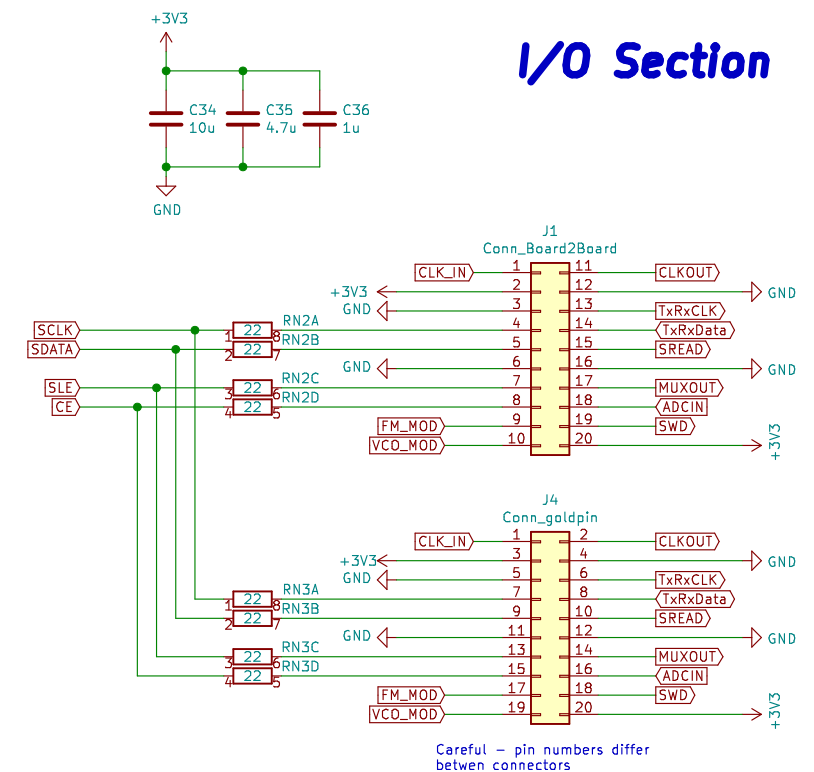 +3V3
I/O Section
C34
10u
C35
4.7u
C36
1u
GND
J1
Conn_Board2Board
CLK_IN 1 11 CLKOUT
+3V3 2 12 GND
GND 3 13 TxRxCLK
SCLK 1 22 8 RN2A 4 14 TxRxData
SDATA 2 22 7 RN2B 5 15 SREAD
GND 6 16 GND
SLE 3 22 6 RN2C 7 17 MUXOUT
CE 4 22 5 RN2D 8 18 ADCIN
FM_MOD 9 19 SWD
VCO_MOD 10 20 +3V3
J4
Conn_goldpin
CLK_IN 1 2 CLKOUT
+3V3 3 4 GND
GND 5 6 TxRxCLK
1 22 8 RN3A 7 8 TxRxData
2 22 7 RN3B 9 10 SREAD
GND 11 12 GND
3 22 6 RN3C 13 14 MUXOUT
4 22 5 RN3D 15 16 ADCIN
FM_MOD 17 18 SWD
VCO_MOD 19 20 +3V3
Careful - pin numbers differ
betwen connectors